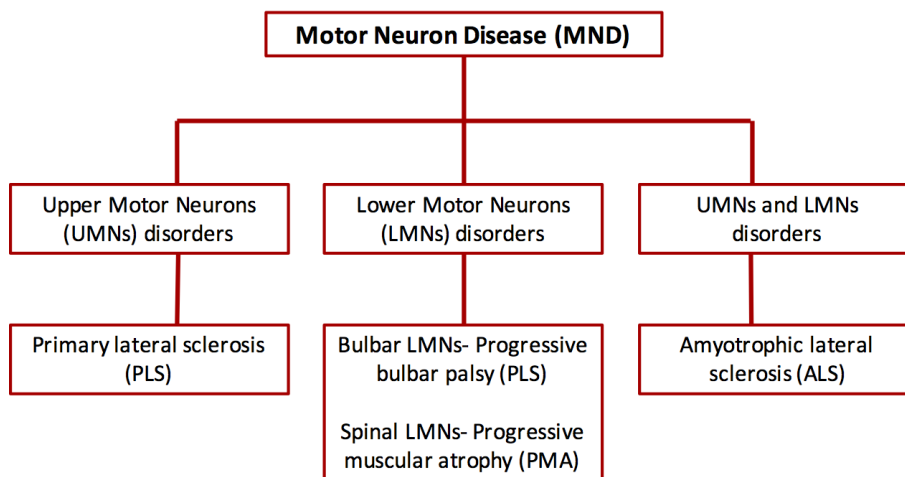 Motor Neuron Disease (MND)
Upper Motor Neurons
(UMNs) disorders
Lower Motor Neurons
(LMNs) disorders
UMNs and LMNs
disorders
Primary lateral sclerosis
(PLS)
Bulbar LMNs- Progressive
bulbar palsy (PLS)
Spinal LMNs- Progressive
muscular atrophy (PMA)
Amyotrophic lateral
sclerosis (ALS)